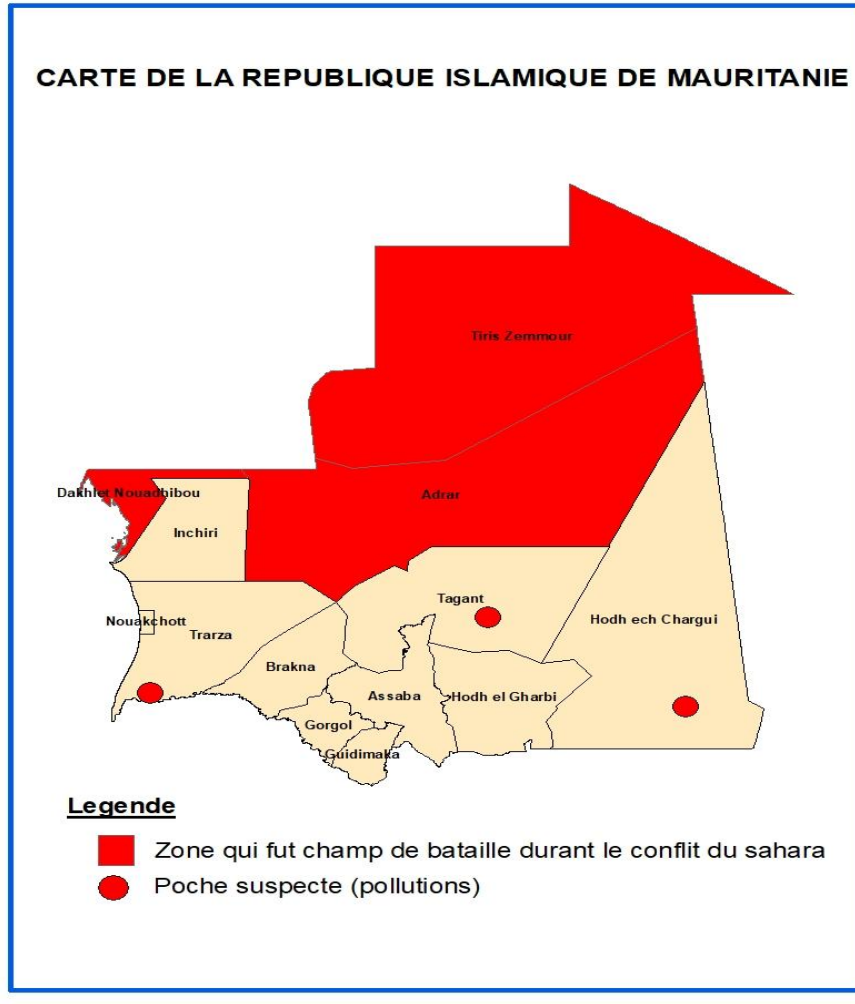 CARTE DE LA REPUBLIQUE ISLAMIQUE DE MAURITANIE
Tiris Zemmour
Dakhlet Nouadhibou
Adrar
Inchiri
Tagant
Nouakchott
Trarza
Hodh ech Chargui
Brakna
Assaba
Hodh el Gharbi
Gorgol
Guidimaka
Legende
Zone qui fut champ de bataille durant le conflit du sahara
Poche suspecte (pollutions)